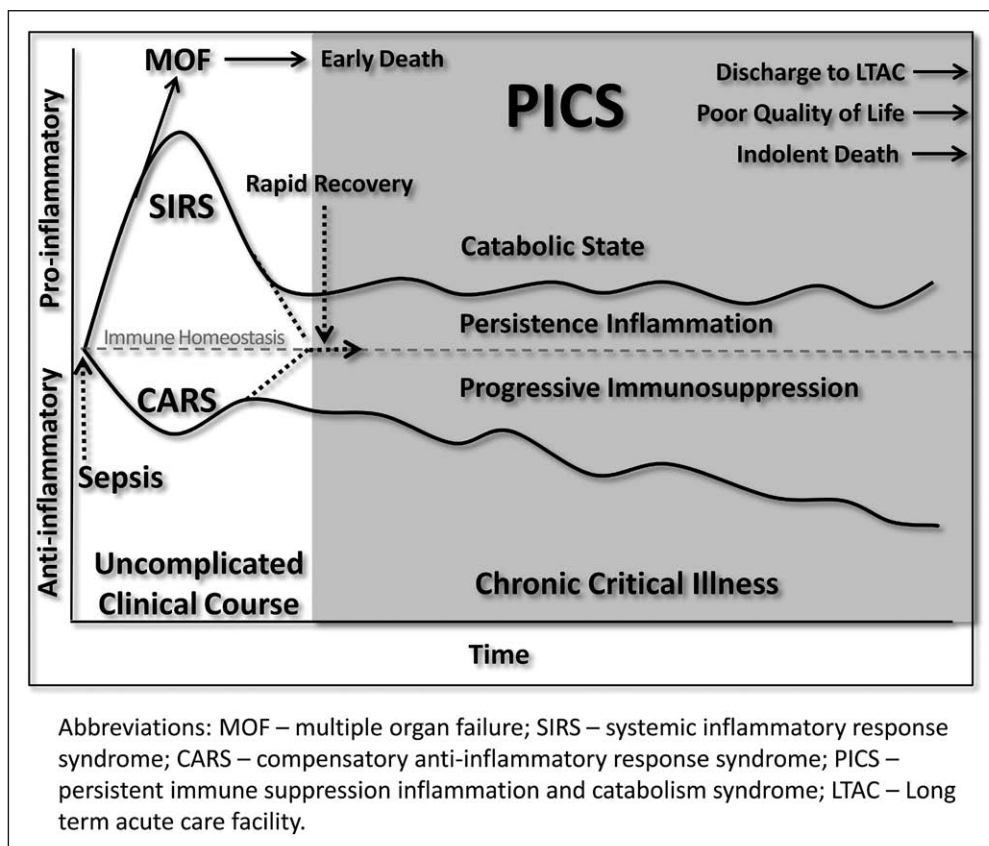 MOF
Early Death
PICS
Discharge to LTAC
Poor Quality of Life
Indolent Death
Pro-inflammatory
Rapid Recovery
SIRS
Catabolic State
Persistence Inflammation
Immune Homeostasis
Anti-inflammatory
CARS
Progressive Immunosuppression
Sepsis
Uncomplicated
Clinical Course
Chronic Critical Illness
Time
Abbreviations: MOF – multiple organ failure; SIRS – systemic inflammatory response
syndrome; CARS – compensatory anti-inflammatory response syndrome; PICS –
persistent immune suppression inflammation and catabolism syndrome; LTAC – Long
term acute care facility.